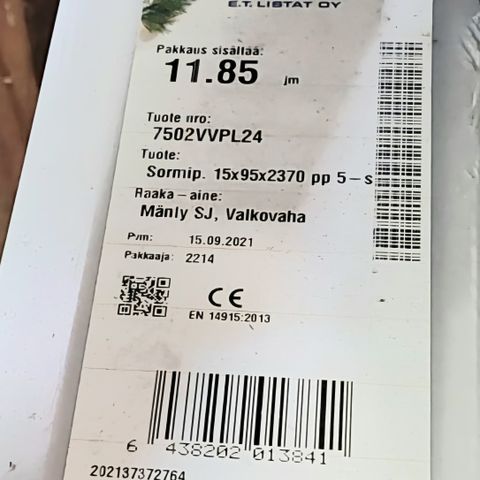 E.T. LISTAT OY
Pakkaus sisältää:
11.85 jm
Tuote nro:
7502VVPL24
Tuote:
Sormip. 15x95x2370 pp 5-s
Raaka-aine:
Mänly SJ, Valkovaha
Pvm: 15.09.2021
Pakkaaja: 2214
CE
EN 14915:2013
6 438202 013841
202137372764